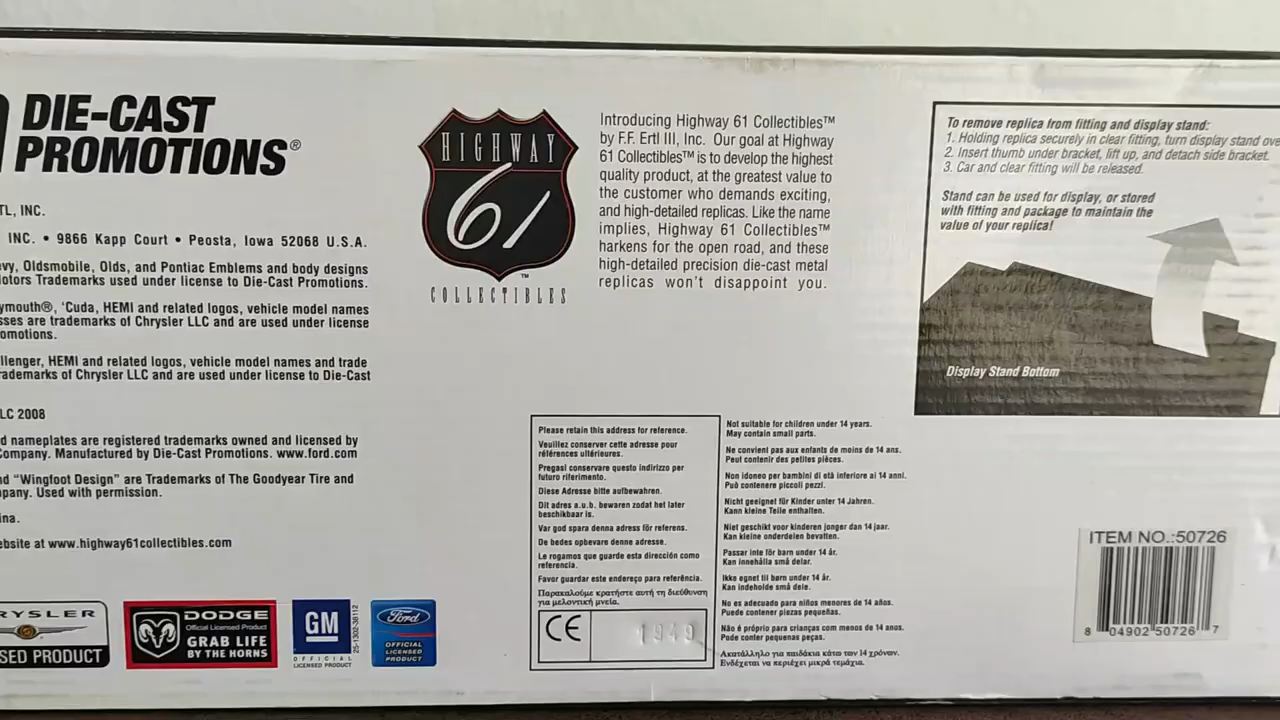 DIE-CAST
PROMOTIONS®
TL, INC.
INC. • 9866 Kapp Court • Peosta, Iowa 52068 U.S.A.
vy, Oldsmobile, Olds, and Pontiac Emblems and body designs
otors Trademarks used under license to Die-Cast Promotions.
ymouth®, 'Cuda, HEMI and related logos, vehicle model names
sses are trademarks of Chrysler LLC and are used under license
omotions.
llenger, HEMI and related logos, vehicle model names and trade
rademarks of Chrysler LLC and are used under license to Die-Cast
LC 2008
d nameplates are registered trademarks owned and licensed by
Company. Manufactured by Die-Cast Promotions. www.ford.com
nd “Wingfoot Design” are Trademarks of The Goodyear Tire and
pany. Used with permission.
ina.
ebsite at www.highway61collectibles.com
RYSLER
SED PRODUCT
DODGE
Official Licensed Product
GRAB LIFE
BY THE HORNS
GM
OFFICIAL
LICENSED PRODUCT
25-1302-38112
Ford
OFFICIAL
LICENSED
PRODUCT
HIGHWAY
61
™
COLLECTIBLES
Introducing Highway 61 Collectibles™
by F.F. Ertl III, Inc. Our goal at Highway
61 Collectibles™ is to develop the highest
quality product, at the greatest value to
the customer who demands exciting,
and high-detailed replicas. Like the name
implies, Highway 61 Collectibles™
harkens for the open road, and these
high-detailed precision die-cast metal
replicas won't disappoint you.
Please retain this address for reference.
Veuillez conserver cette adresse pour
références ultérieures.
Pregasi conservare questo indirizzo per
futuro riferimento.
Diese Adresse bitte aufbewahren.
Dit adres a.u.b. bewaren zodat het later
beschikbaar is.
Var god spara denna adress för referens.
De bedes opbevare denne adresse.
Le rogamos que guarde esta dirección como
referencia.
Favor guardar este endereço para referência.
Παρακαλούμε κρατήστε αυτή τη διεύθυνση
για μελοντική μνεία.
CE
1949
Not suitable for children under 14 years.
May contain small parts.
Ne convient pas aux enfants de moins de 14 ans.
Peut contenir des petites pièces.
Non idoneo per bambini di età inferiore ai 14 anni.
Può contenere piccoli pezzi.
Nicht geeignet für Kinder unter 14 Jahren.
Kann kleine Teile enthalten.
Niet geschikt voor kinderen jonger dan 14 jaar.
Kan kleine onderdelen bevatten.
Passar inte för barn under 14 år.
Kan innehålla små delar.
Ikke egnet til børn under 14 år.
Kan indeholde små dele.
No es adecuado para niños menores de 14 años.
Puede contener piezas pequeñas.
Não é próprio para crianças com menos de 14 anos.
Pode conter pequenas peças.
Ακατάλληλο για παιδάκια κάτω των 14 χρόνων.
Ενδέχεται να περιέχει μικρά τεμάχια.
To remove replica from fitting and display stand:
1. Holding replica securely in clear fitting, turn display stand ove
2. Insert thumb under bracket, lift up, and detach side bracket.
3. Car and clear fitting will be released.
Stand can be used for display, or stored
with fitting and package to maintain the
value of your replica!
Display Stand Bottom
ITEM NO.:50726
8 04902 50726 7